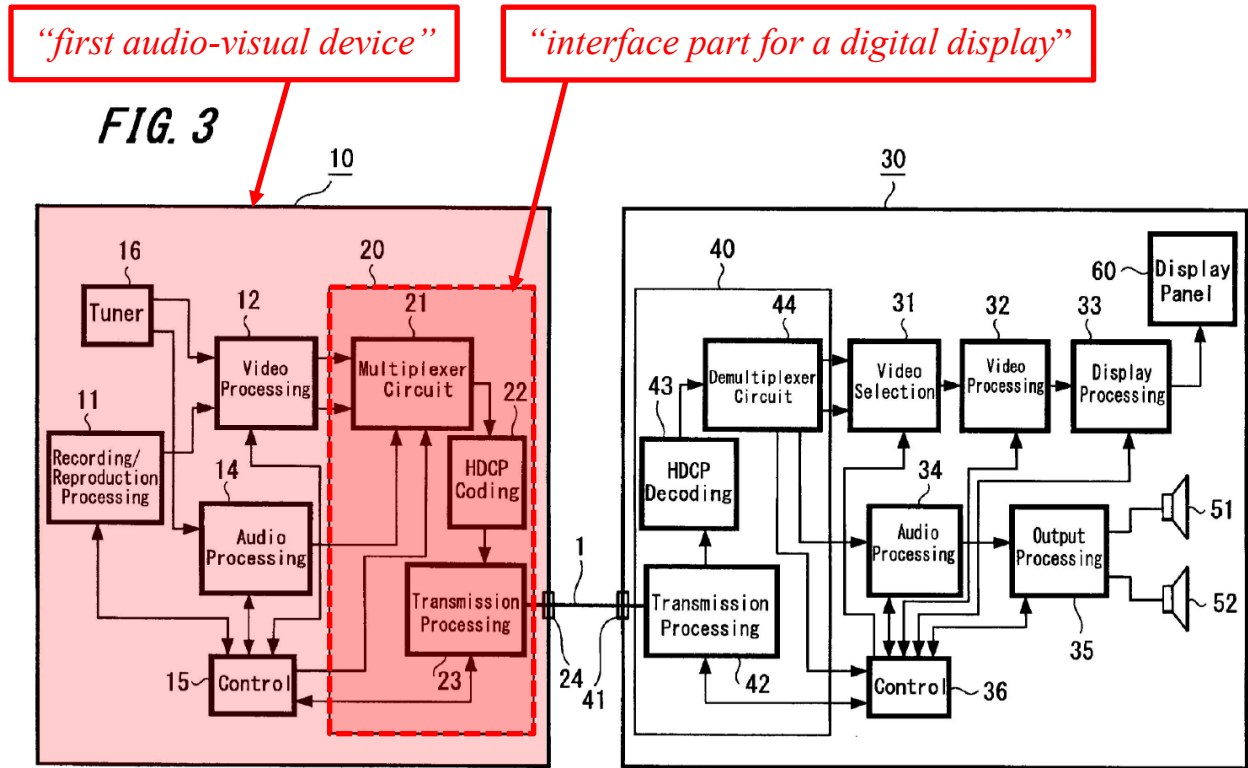 “first audio-visual device”
“interface part for a digital display”
FIG. 3
10
30
16
Tuner
12
Video
Processing
20
21
Multiplexer
Circuit
22
HDCP
Coding
11
Recording/
Reproduction
Processing
14
Audio
Processing
15
Control
Transmission
Processing
23
24
1
41
40
44
Demultiplexer
Circuit
43
HDCP
Decoding
Transmission
Processing
42
31
Video
Selection
32
Video
Processing
33
Display
Processing
60
Display
Panel
34
Audio
Processing
Output
Processing
35
51
52
Control
36